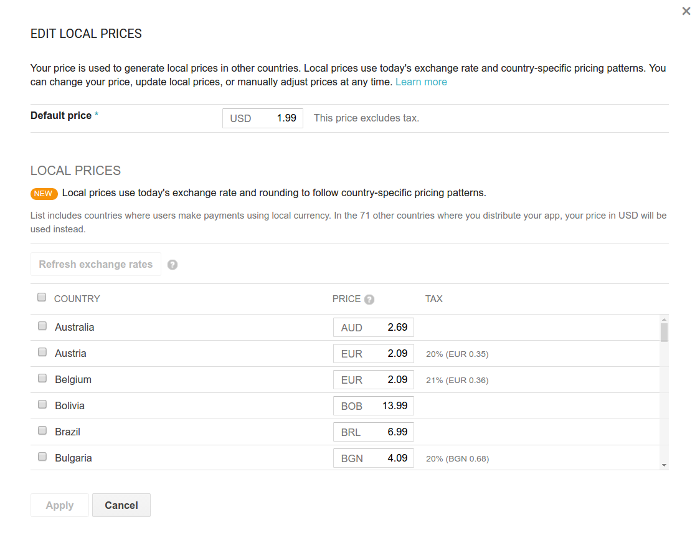 EDIT LOCAL PRICES
Your price is used to generate local prices in other countries. Local prices use today's exchange rate and country-specific pricing patterns. You
can change your price, update local prices, or manually adjust prices at any time. Learn more
Default price * USD 1.99 This price excludes tax.
LOCAL PRICES
NEW Local prices use today's exchange rate and rounding to follow country-specific pricing patterns.
List includes countries where users make payments using local currency. In the 71 other countries where you distribute your app, your price in USD will be
used instead.
Refresh exchange rates ?
COUNTRY PRICE ? TAX
Australia AUD 2.69
Austria EUR 2.09 20% (EUR 0.35)
Belgium EUR 2.09 21% (EUR 0.36)
Bolivia BOB 13.99
Brazil BRL 6.99
Bulgaria BGN 4.09 20% (BGN 0.68)
Apply Cancel